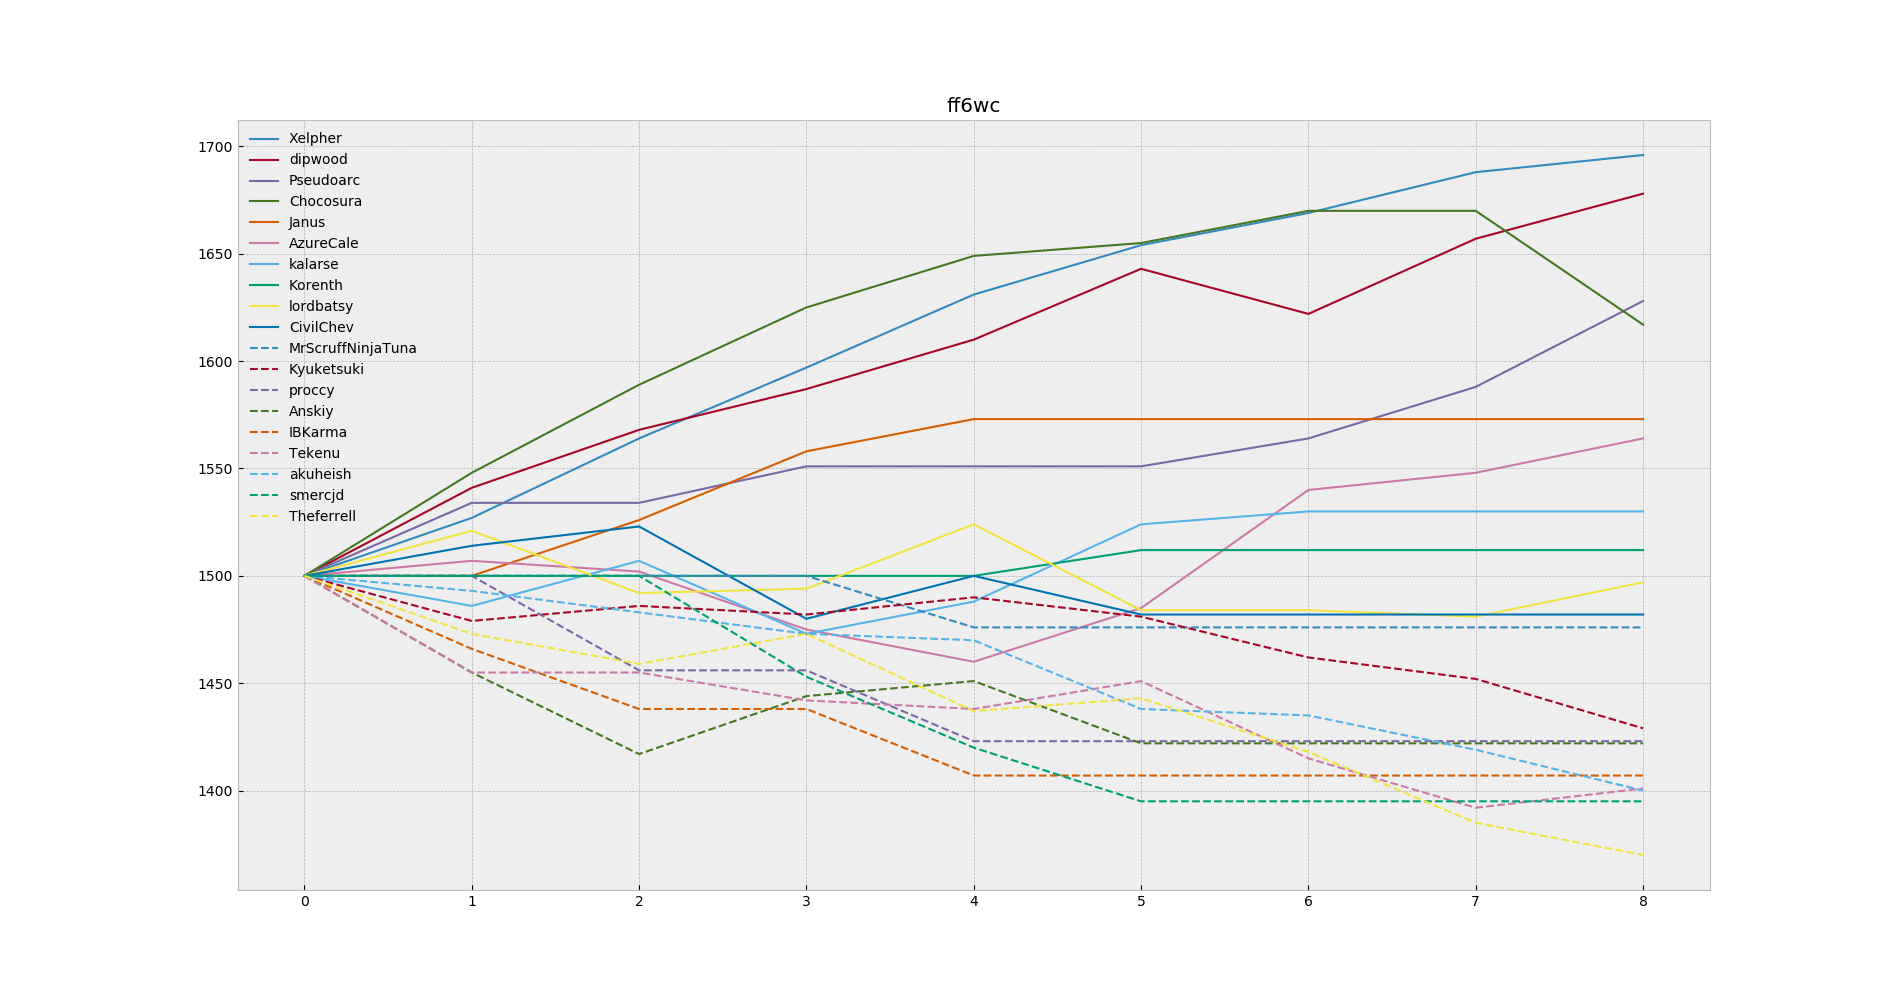 ff6wc
1700
1650
1600
1550
1500
1450
1400
Xelpher
dipwood
Pseudoarc
Chocosura
Janus
AzureCale
kalarse
Korenth
lordbatsy
CivilChev
MrScruffNinjaTuna
Kyuketsuki
proccy
Anskiy
IBKarma
Tekenu
akuheish
smercjd
Theferrell
0 1 2 3 4 5 6 7 8